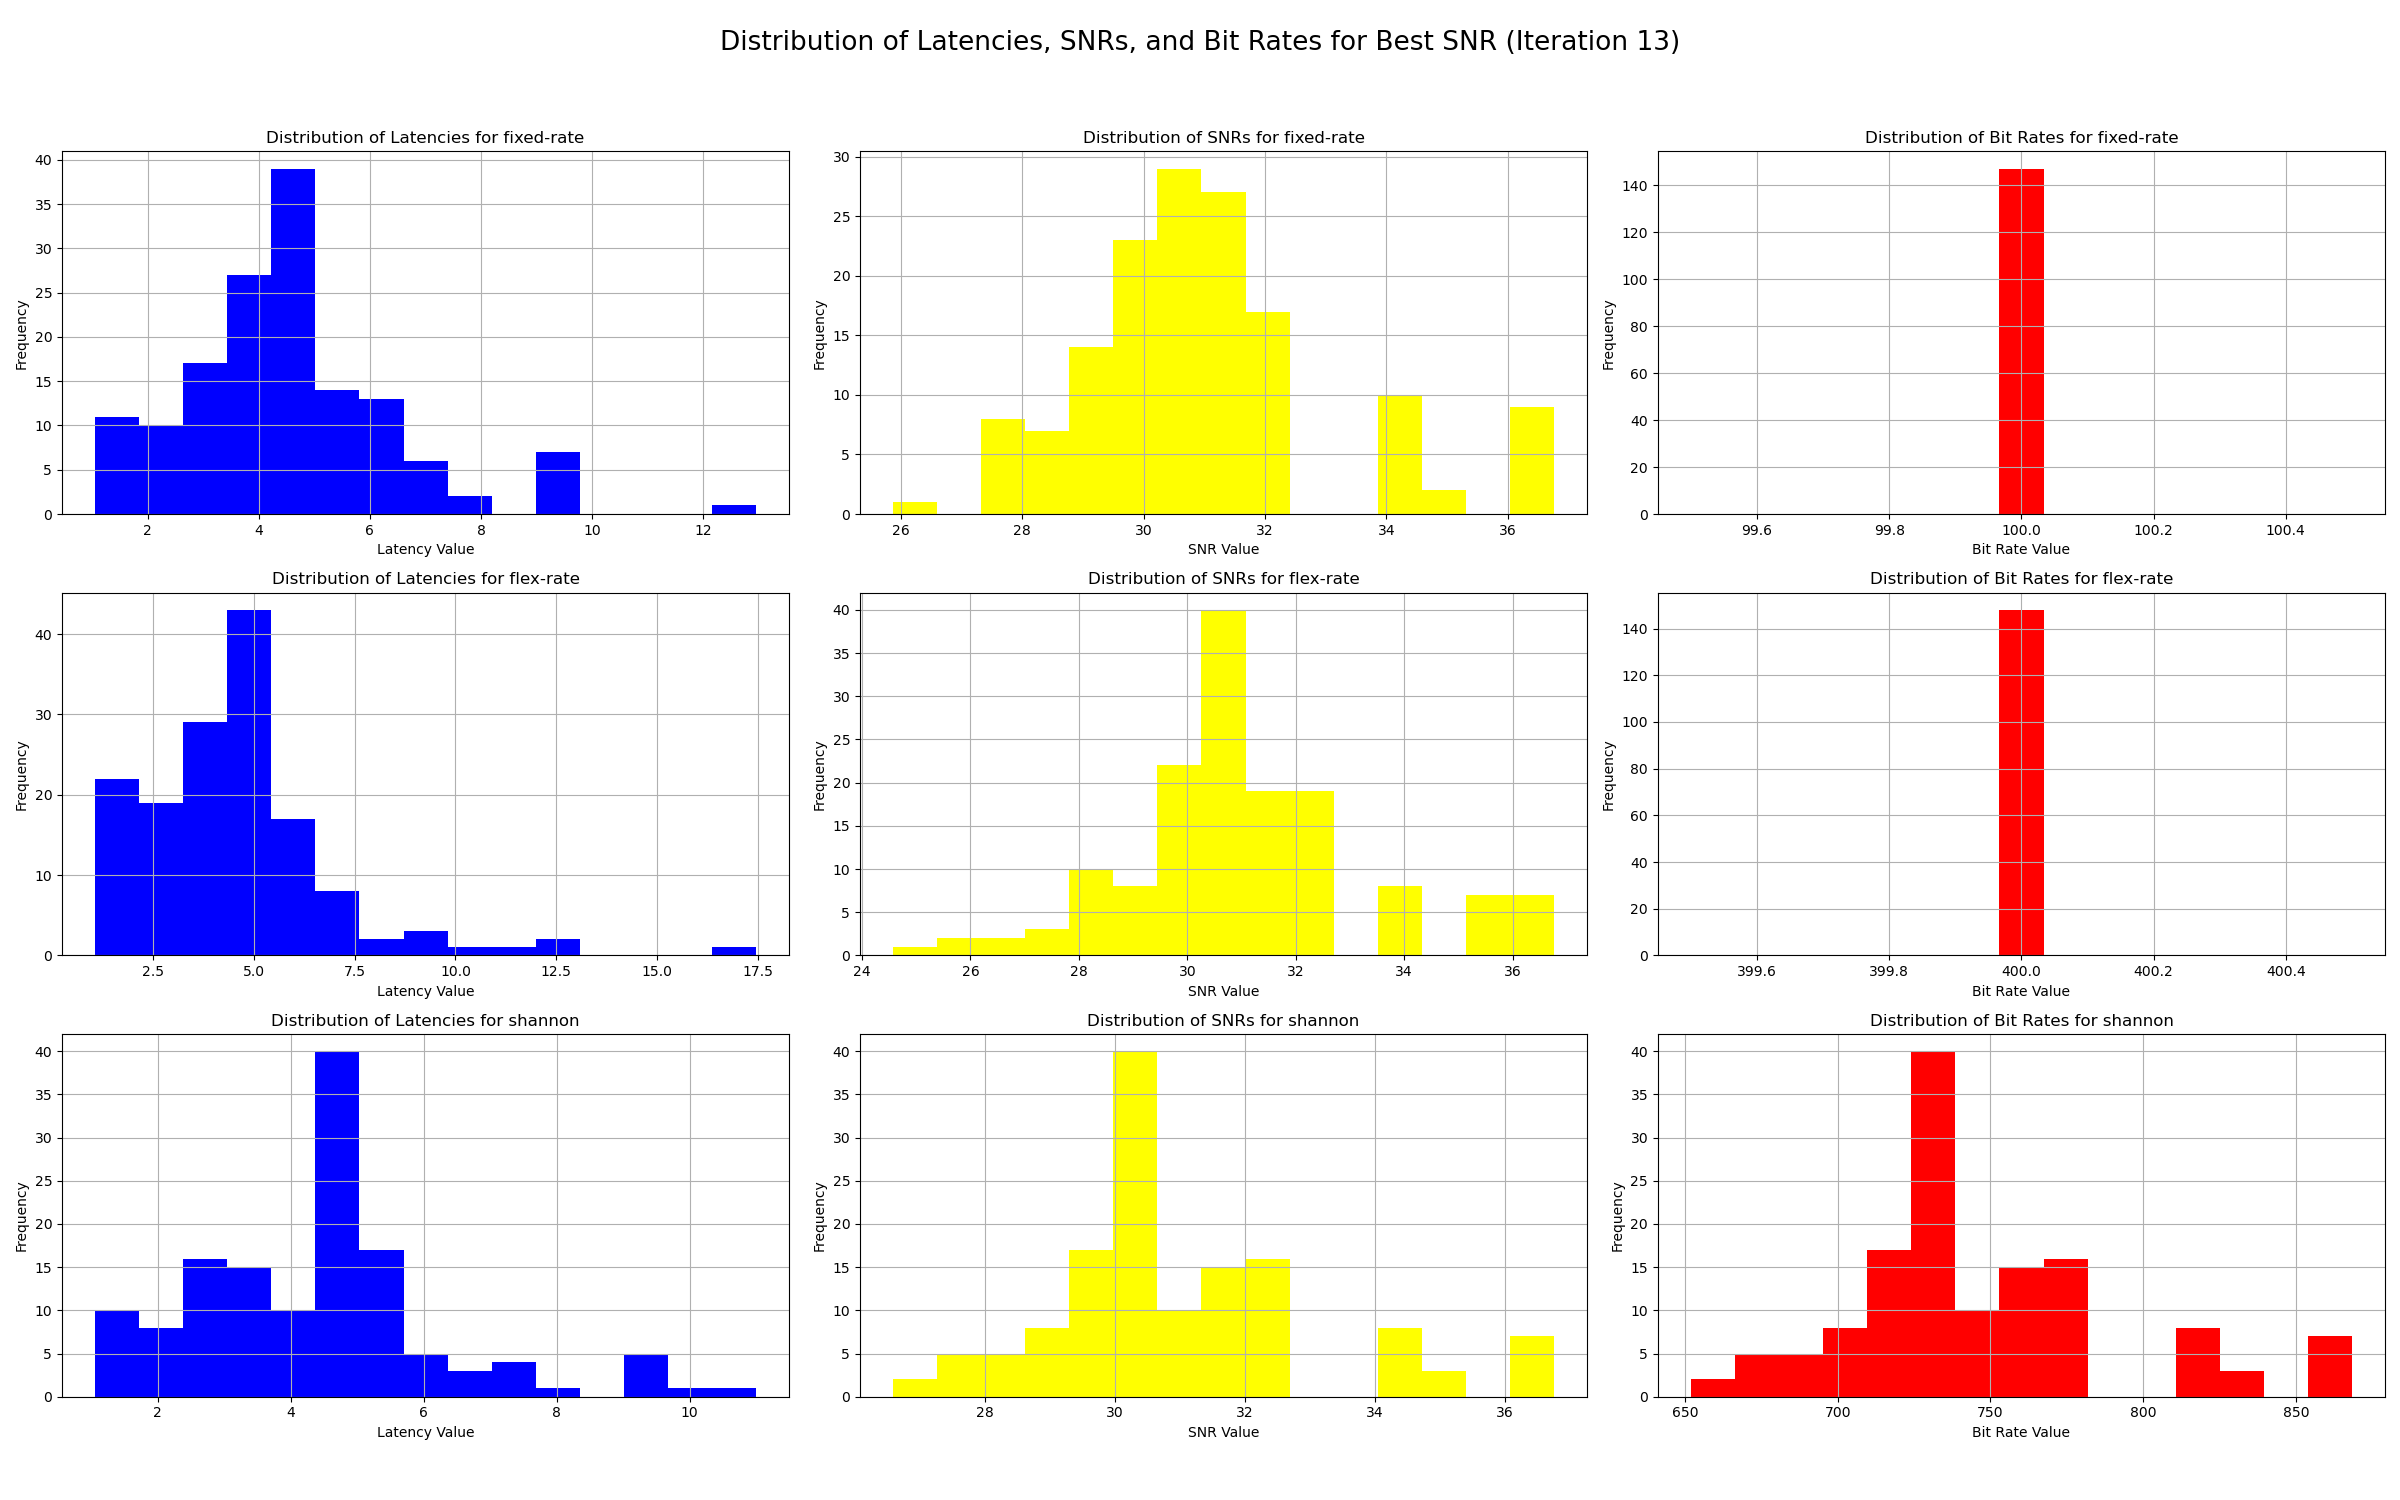 Distribution of Latencies, SNRs, and Bit Rates for Best SNR (Iteration 13)
Distribution of Latencies for fixed-rate
Frequency
0 5 10 15 20 25 30 35 40
2 4 6 8 10 12
Latency Value
Distribution of SNRs for fixed-rate
Frequency
0 5 10 15 20 25 30
26 28 30 32 34 36
SNR Value
Distribution of Bit Rates for fixed-rate
Frequency
0 20 40 60 80 100 120 140
99.6 99.8 100.0 100.2 100.4
Bit Rate Value
Distribution of Latencies for flex-rate
Frequency
0 10 20 30 40
2.5 5.0 7.5 10.0 12.5 15.0 17.5
Latency Value
Distribution of SNRs for flex-rate
Frequency
0 5 10 15 20 25 30 35 40
24 26 28 30 32 34 36
SNR Value
Distribution of Bit Rates for flex-rate
Frequency
0 20 40 60 80 100 120 140
399.6 399.8 400.0 400.2 400.4
Bit Rate Value
Distribution of Latencies for shannon
Frequency
0 5 10 15 20 25 30 35 40
2 4 6 8 10
Latency Value
Distribution of SNRs for shannon
Frequency
0 5 10 15 20 25 30 35 40
28 30 32 34 36
SNR Value
Distribution of Bit Rates for shannon
Frequency
0 5 10 15 20 25 30 35 40
650 700 750 800 850
Bit Rate Value